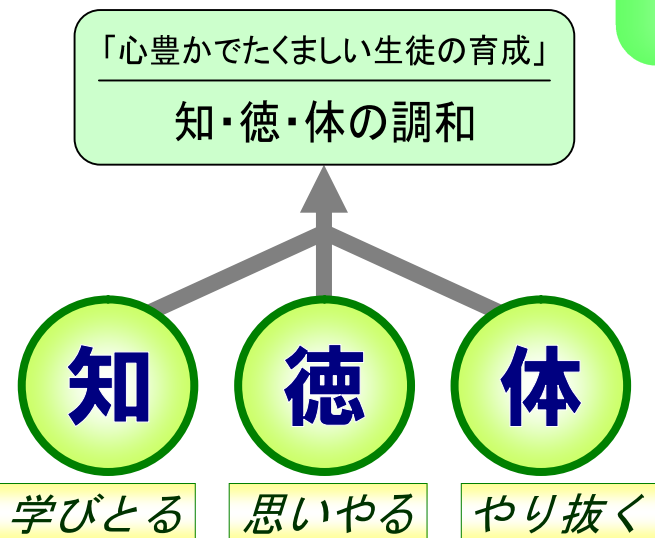 「心豊かでたくましい生徒の育成」
知・徳・体の調和
知 徳 体
学びとる 思いやる やり抜く